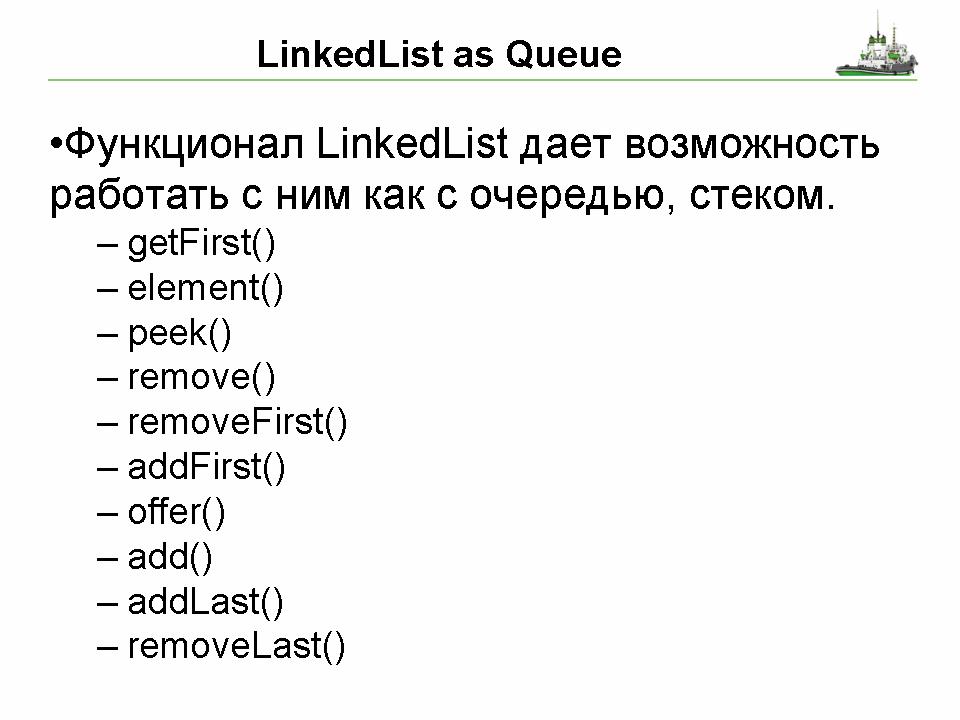 LinkedList as Queue
•Функционал LinkedList дает возможность
работать с ним как с очередью, стеком.
– getFirst()
– element()
– peek()
– remove()
– removeFirst()
– addFirst()
– offer()
– add()
– addLast()
– removeLast()